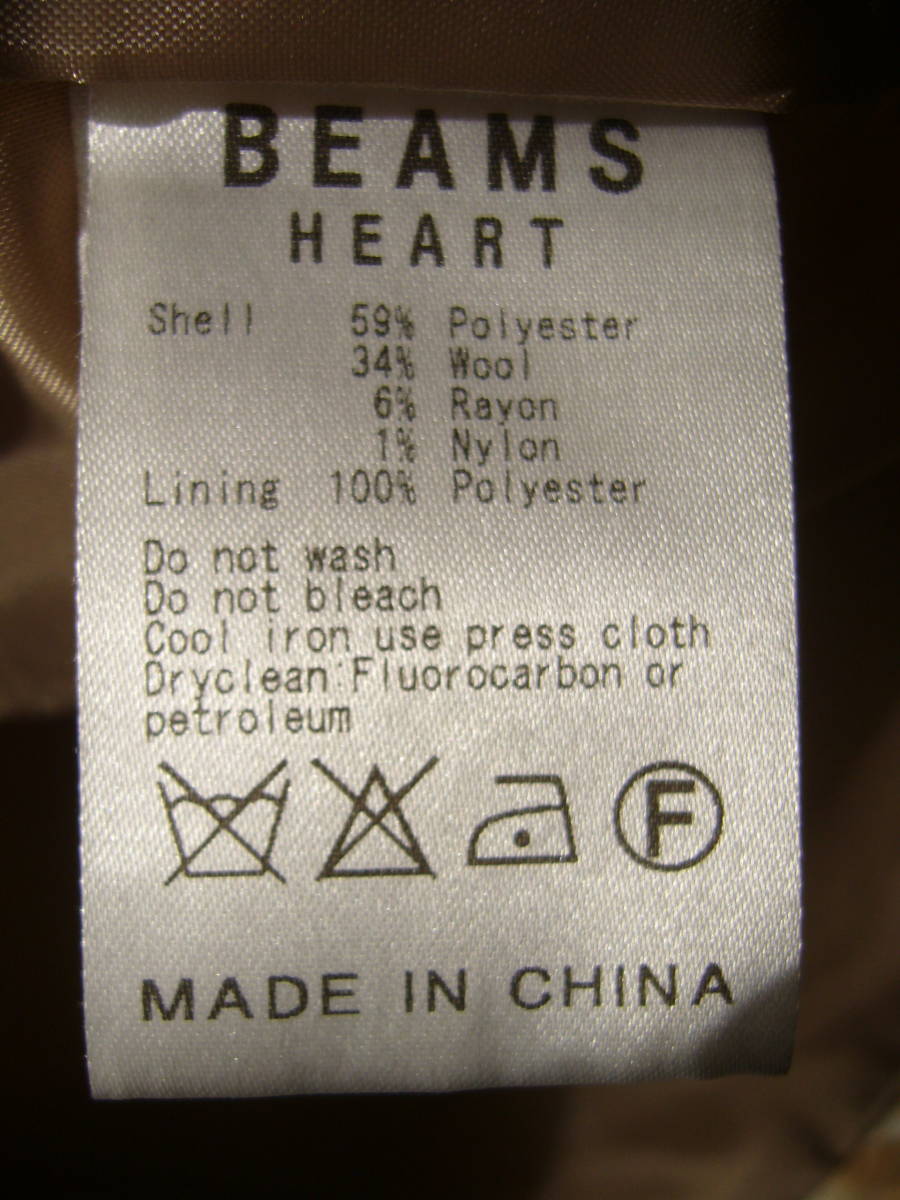 BEAMS
HEART
Shell 59% Polyester
34% Wool
6% Rayon
1% Nylon
Lining 100% Polyester
Do not wash
Do not bleach
Cool iron use press cloth
Dryclean:Fluorocarbon or
petroleum
F
MADE IN CHINA